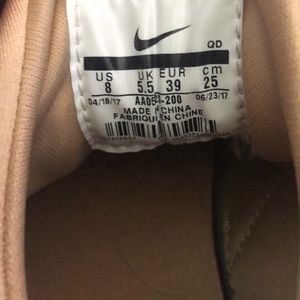 QD
US UK EUR cm
8 5.5 39 25
04/18/17 06/23/17
MADE IN CHINA
FABRIQUÉ EN CHINE